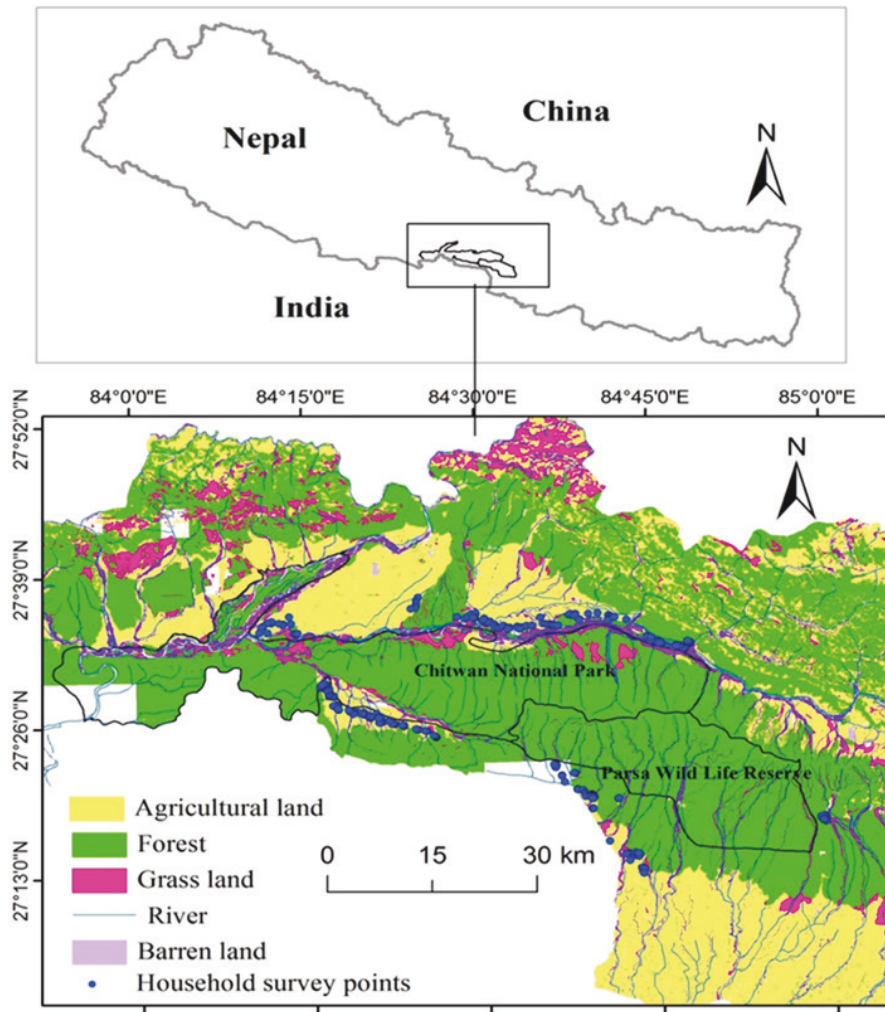 China
Nepal
N
India
84°0'0"E 84°15'0"E 84°30'0"E 84°45'0"E 85°0'0"E
27°52'0"N
N
27°39'0"N
Chitwan National Park
27°26'0"N
Parsa Wild Life Reserve
Agricultural land
Forest
0 15 30 km
Grass land
27°13'0"N
River
Barren land
Household survey points